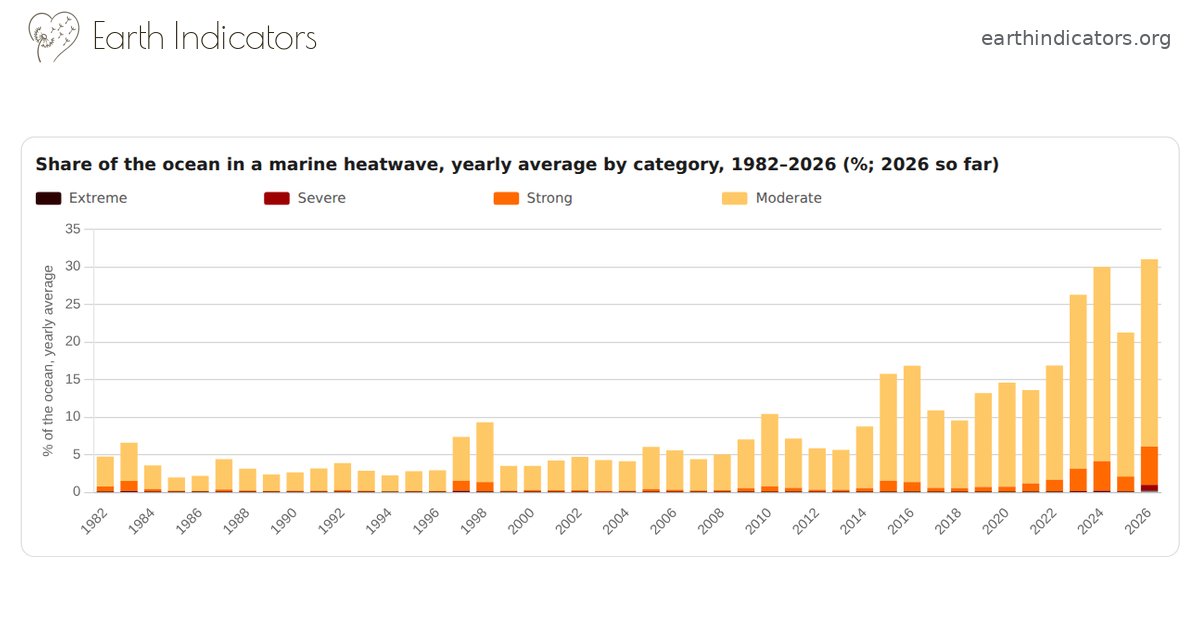 Earth Indicators
earthindicators.org
Share of the ocean in a marine heatwave, yearly average by category, 1982–2026 (%; 2026 so far)
Extreme Severe Strong Moderate
% of the ocean, yearly average
35
30
25
20
15
10
5
0
1982 1984 1986 1988 1990 1992 1994 1996 1998 2000 2002 2004 2006 2008 2010 2012 2014 2016 2018 2020 2022 2024 2026